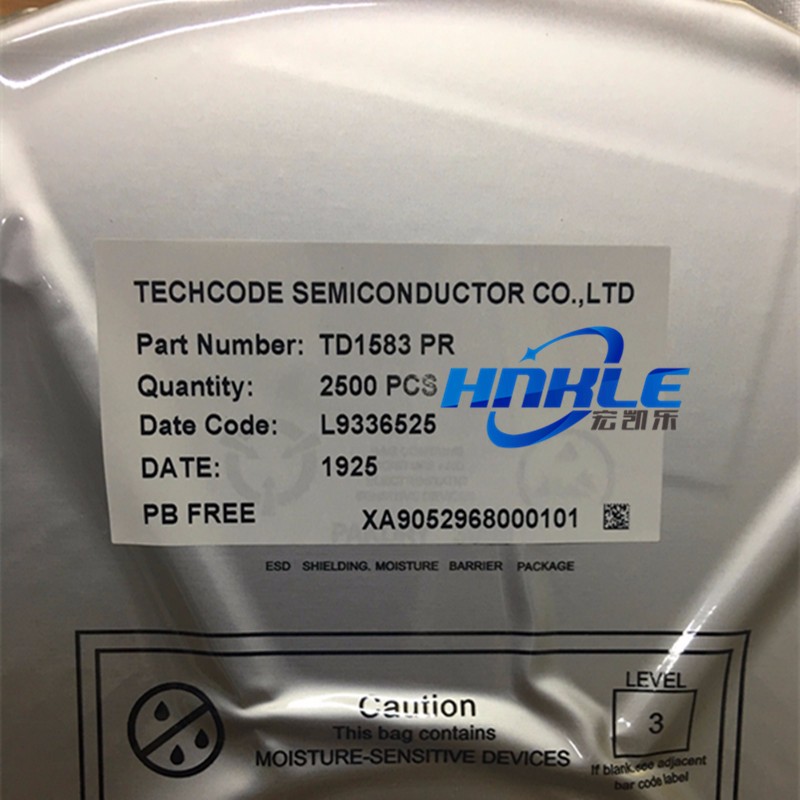 TECHCODE SEMICONDUCTOR CO.,LTD
Part Number: TD1583 PR
Quantity: 2500 PCS
Date Code: L9336525
DATE: 1925
PB FREE XA9052968000101
HNKLE
宏凯乐
ESD SHIELDING, MOISTURE BARRIER PACKAGE
Caution
This bag contains
MOISTURE-SENSITIVE DEVICES
LEVEL
3
If blank,see adjacent
bar code label